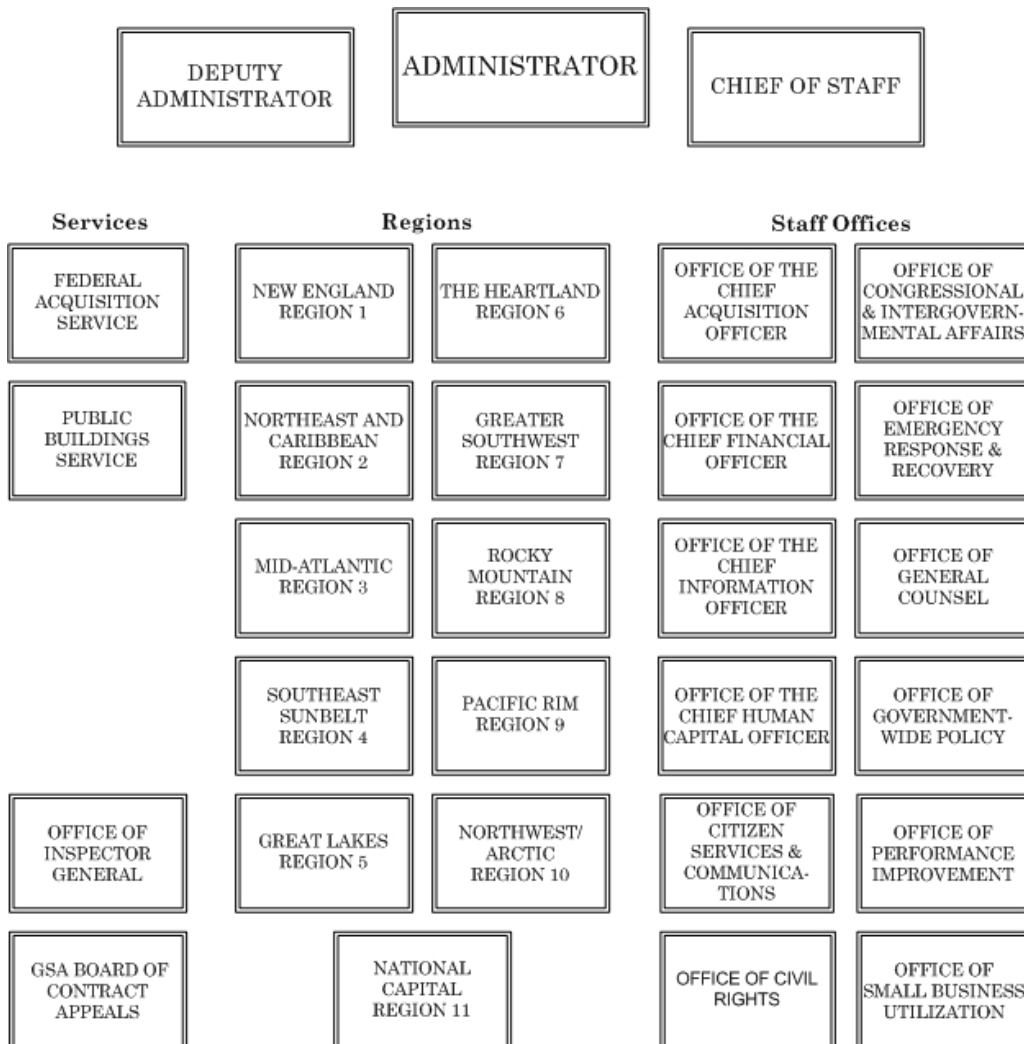 DEPUTY
ADMINISTRATOR
ADMINISTRATOR
CHIEF OF STAFF
Services
FEDERAL
ACQUISITION
SERVICE
PUBLIC
BUILDINGS
SERVICE
OFFICE OF
INSPECTOR
GENERAL
GSA BOARD OF
CONTRACT
APPEALS
Regions
NEW ENGLAND
REGION 1
NORTHEAST AND
CARIBBEAN
REGION 2
MID-ATLANTIC
REGION 3
SOUTHEAST
SUNBELT
REGION 4
GREAT LAKES
REGION 5
THE HEARTLAND
REGION 6
GREATER
SOUTHWEST
REGION 7
ROCKY
MOUNTAIN
REGION 8
PACIFIC RIM
REGION 9
NORTHWEST/
ARCTIC
REGION 10
NATIONAL
CAPITAL
REGION 11
Staff Offices
OFFICE OF THE
CHIEF
ACQUISITION
OFFICER
OFFICE OF THE
CHIEF FINANCIAL
OFFICER
OFFICE OF THE
CHIEF
INFORMATION
OFFICER
OFFICE OF THE
CHIEF HUMAN
CAPITAL OFFICER
OFFICE OF
CITIZEN
SERVICES &
COMMUNICA-
TIONS
OFFICE OF CIVIL
RIGHTS
OFFICE OF
CONGRESSIONAL
& INTERGOVERN-
MENTAL AFFAIRS
OFFICE OF
EMERGENCY
RESPONSE &
RECOVERY
OFFICE OF
GENERAL
COUNSEL
OFFICE OF
GOVERNMENT-
WIDE POLICY
OFFICE OF
PERFORMANCE
IMPROVEMENT
OFFICE OF
SMALL BUSINESS
UTILIZATION